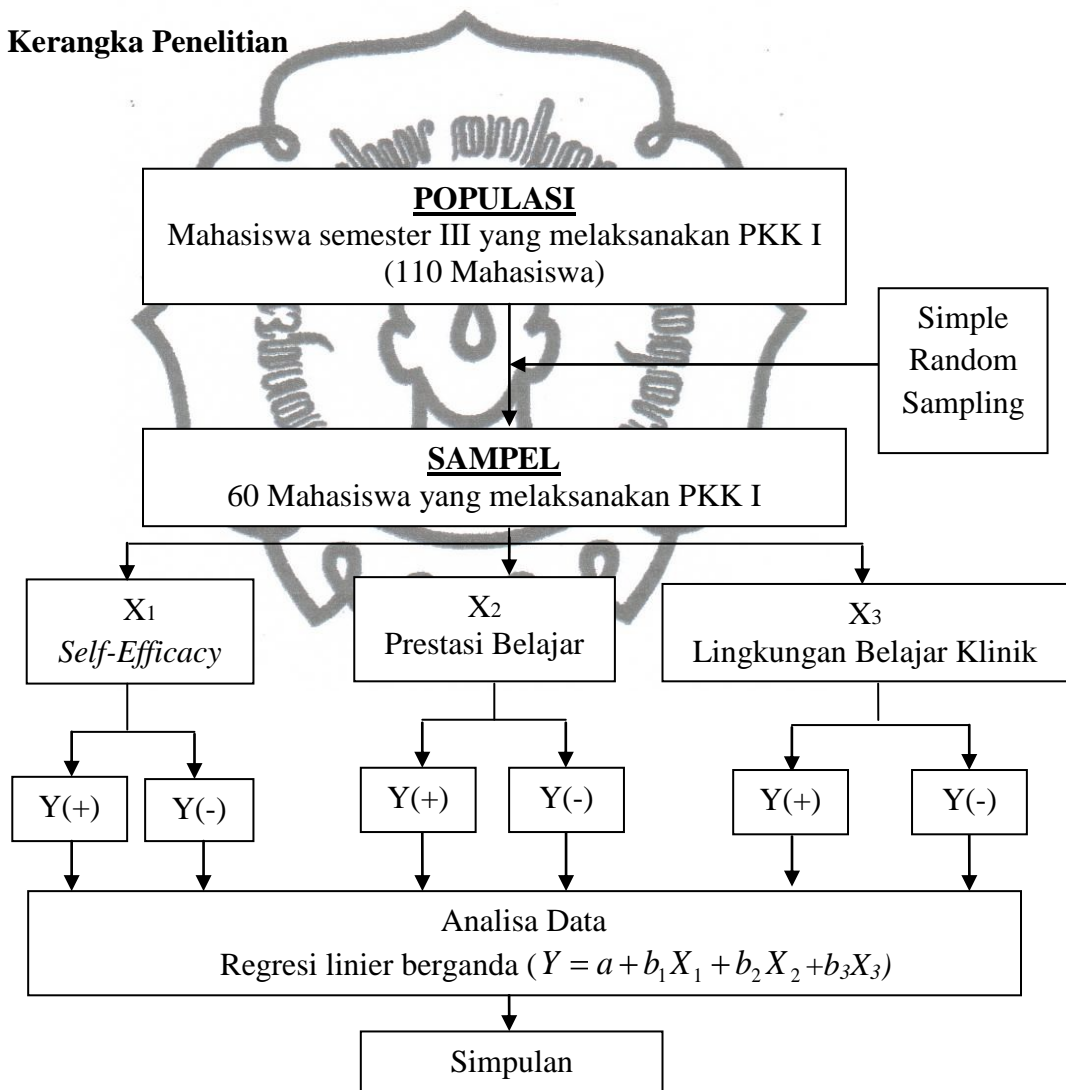 Kerangka Penelitian
POPULASI
Mahasiswa semester III yang melaksanakan PKK I
(110 Mahasiswa)
Simple
Random
Sampling
SAMPEL
60 Mahasiswa yang melaksanakan PKK I
X1
Self-Efficacy
X2
Prestasi Belajar
X3
Lingkungan Belajar Klinik
Y(+)
Y(-)
Y(+)
Y(-)
Y(+)
Y(-)
Analisa Data
Regresi linier berganda ( Y = a + b₁X₁ + b₂X₂ +b₃X₃)
Simpulan